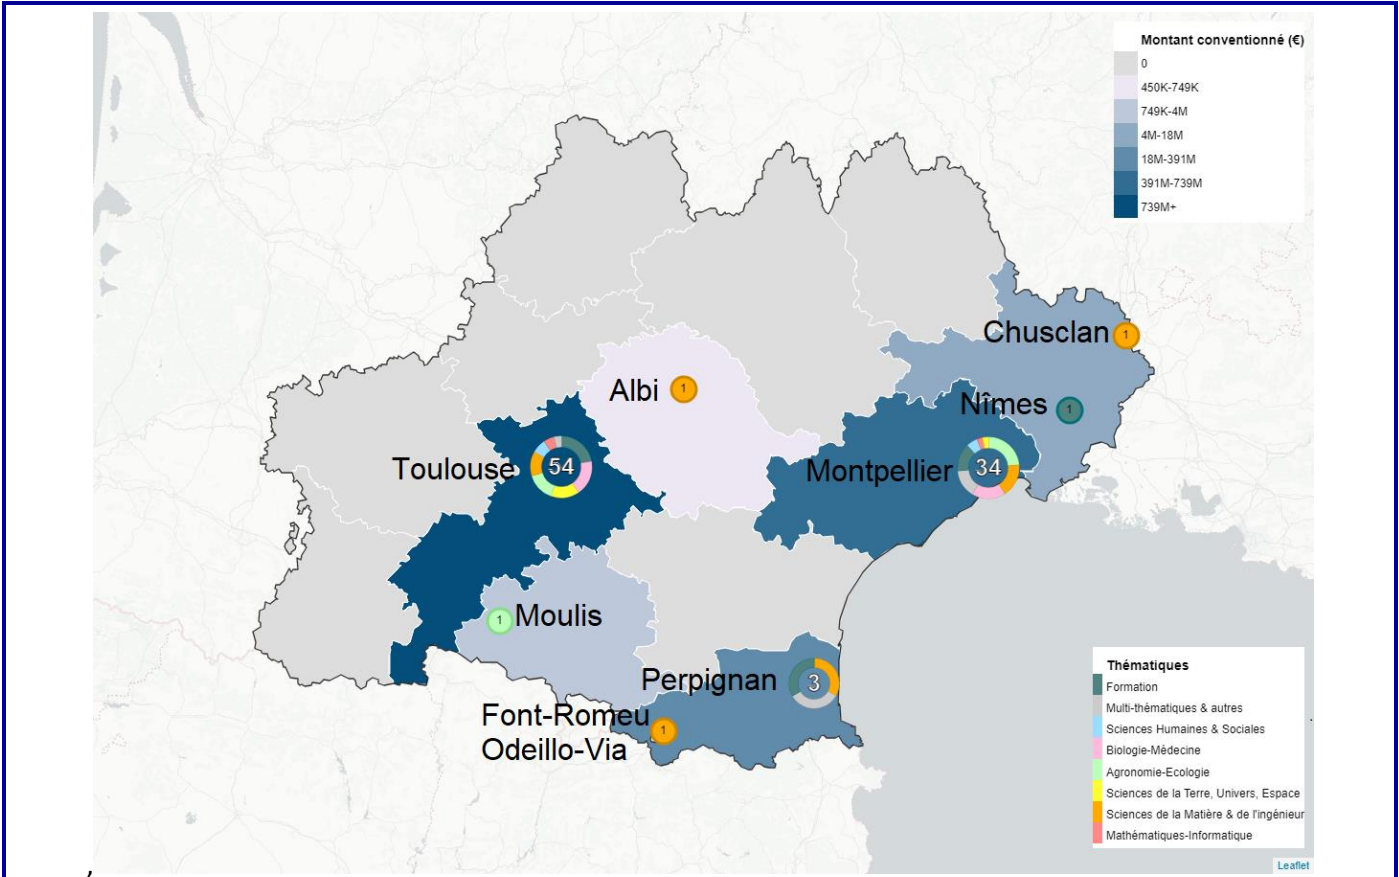 Montant conventionné (€)
0
450K-749K
749K-4M
4M-18M
18M-391M
391M-739M
739M+
Chusclan
1
Albi
1
Nîmes
1
Toulouse
54
Montpellier
34
1
Moulis
Perpignan
3
Font-Romeu
Odeillo-Via
1
Thématiques
Formation
Multi-thématiques & autres
Sciences Humaines & Sociales
Biologie-Médecine
Agronomie-Ecologie
Sciences de la Terre, Univers, Espace
Sciences de la Matière & de l'ingénieur
Mathématiques-Informatique
.
Leaflet
,